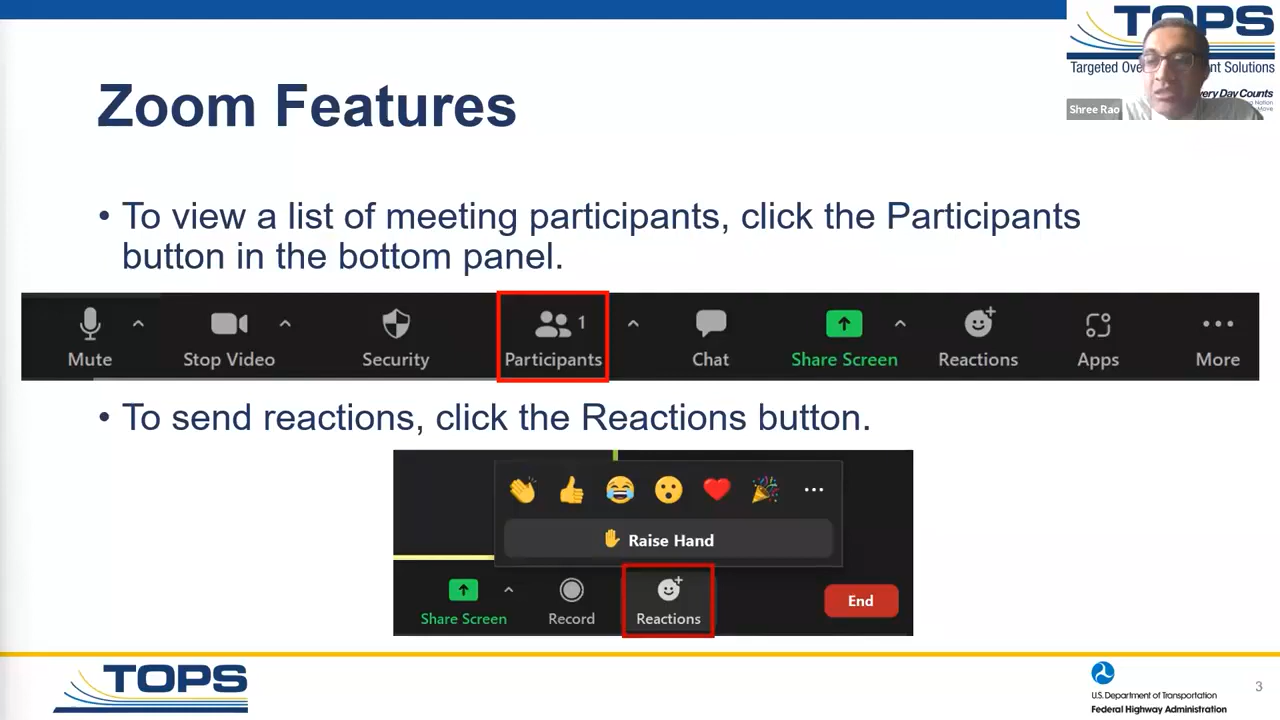 TOPS
Targeted Ove nt Solutions
very Day Counts
Shree Rao
Zoom Features
• To view a list of meeting participants, click the Participants
button in the bottom panel.
1
Mute Stop Video Security Participants Chat Share Screen Reactions Apps More
• To send reactions, click the Reactions button.
Raise Hand
Share Screen Record Reactions End
TOPS
U.S. Department of Transportation
Federal Highway Administration
3